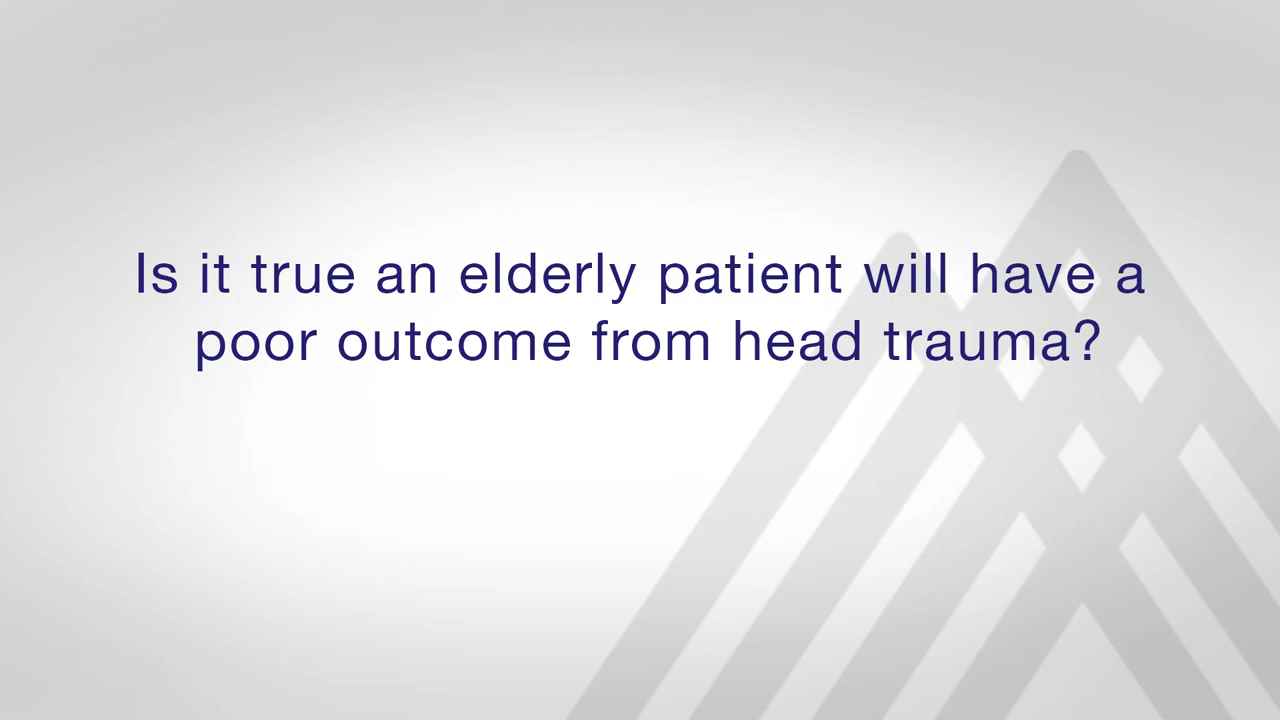 Is it true an elderly patient will have a
poor outcome from head trauma?